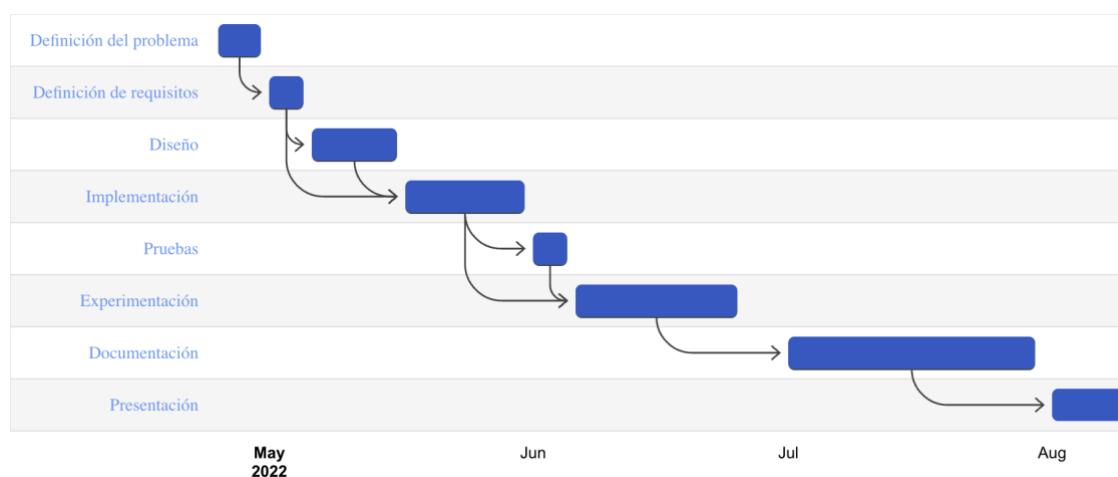 Definición del problema
Definición de requisitos
Diseño
Implementación
Pruebas
Experimentación
Documentación
Presentación
May Jun Jul Aug
2022